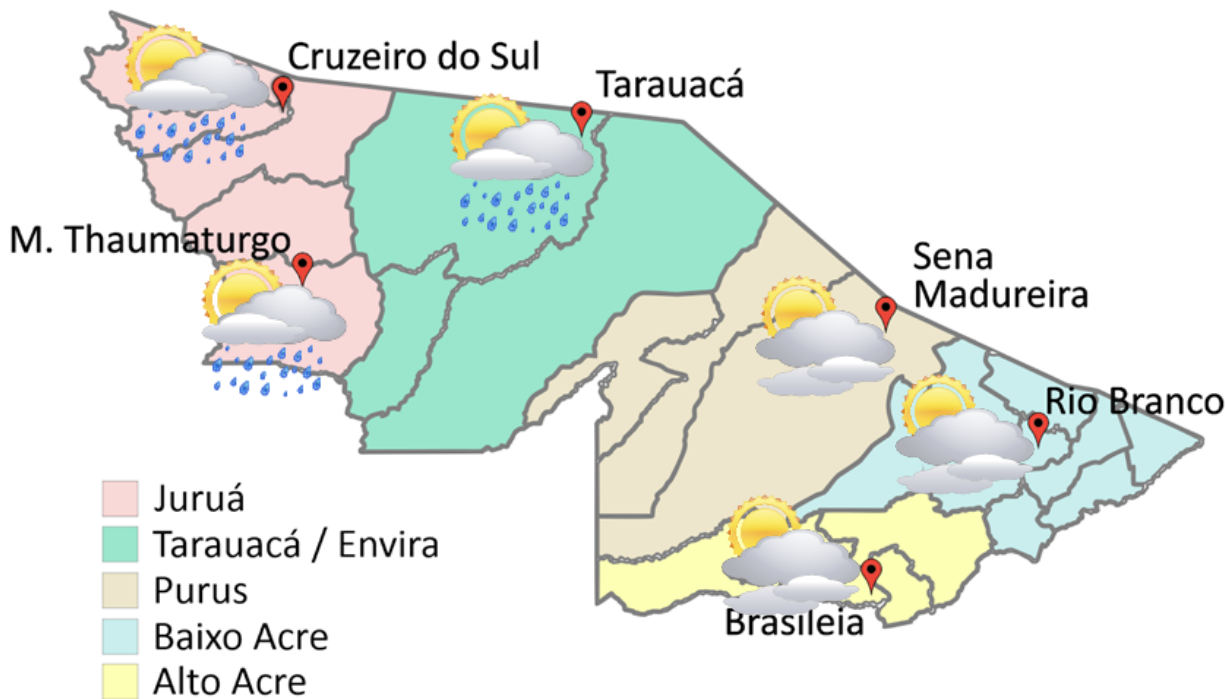 Cruzeiro do Sul
Tarauacá
M. Thaumaturgo
Sena
Madureira
Rio Branco
Brasileia
Juruá
Tarauacá / Envira
Purus
Baixo Acre
Alto Acre